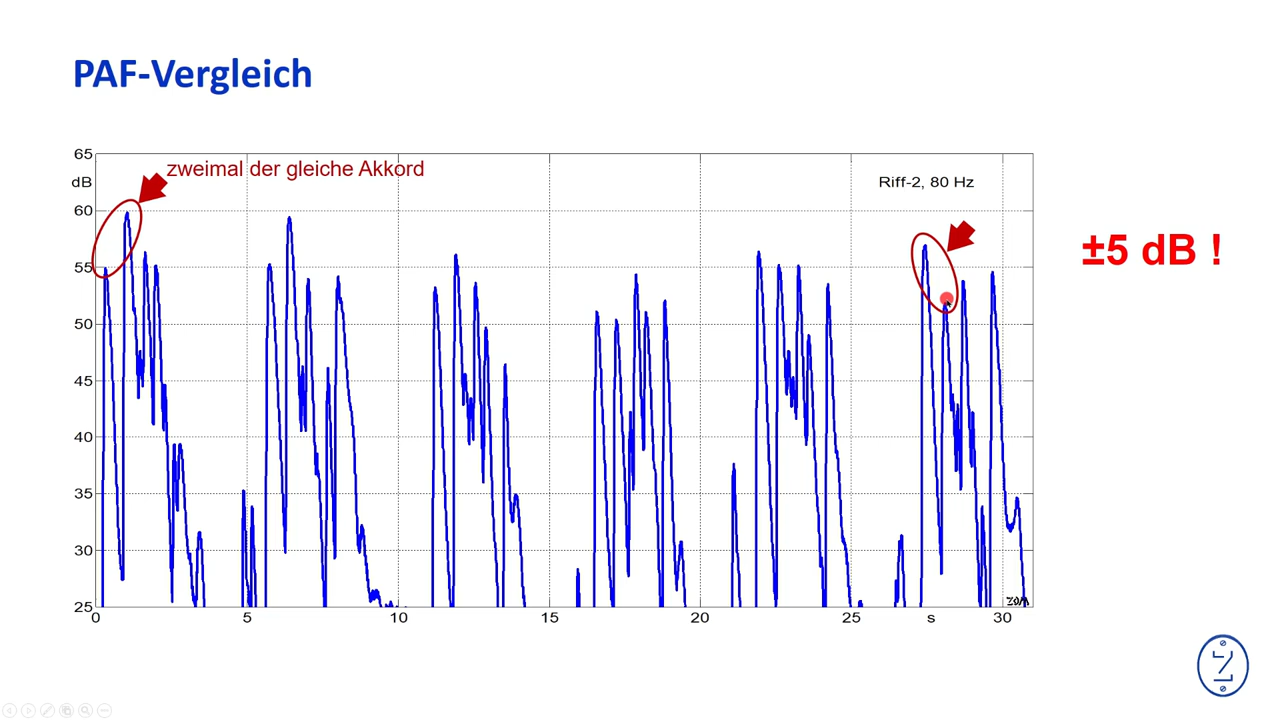 PAF-Vergleich
65
zweimal der gleiche Akkord
dB
Riff-2, 80 Hz
60
±5 dB !
55
50
45
40
35
30
25
ZOM
0 5 10 15 20 25 s 30
Z